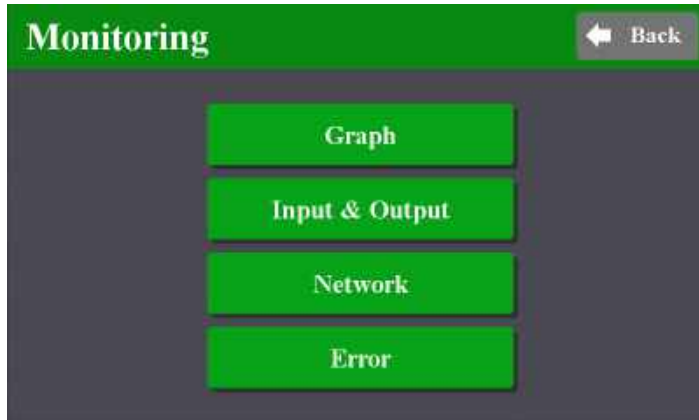 Monitoring
Back
Graph
Input & Output
Network
Error